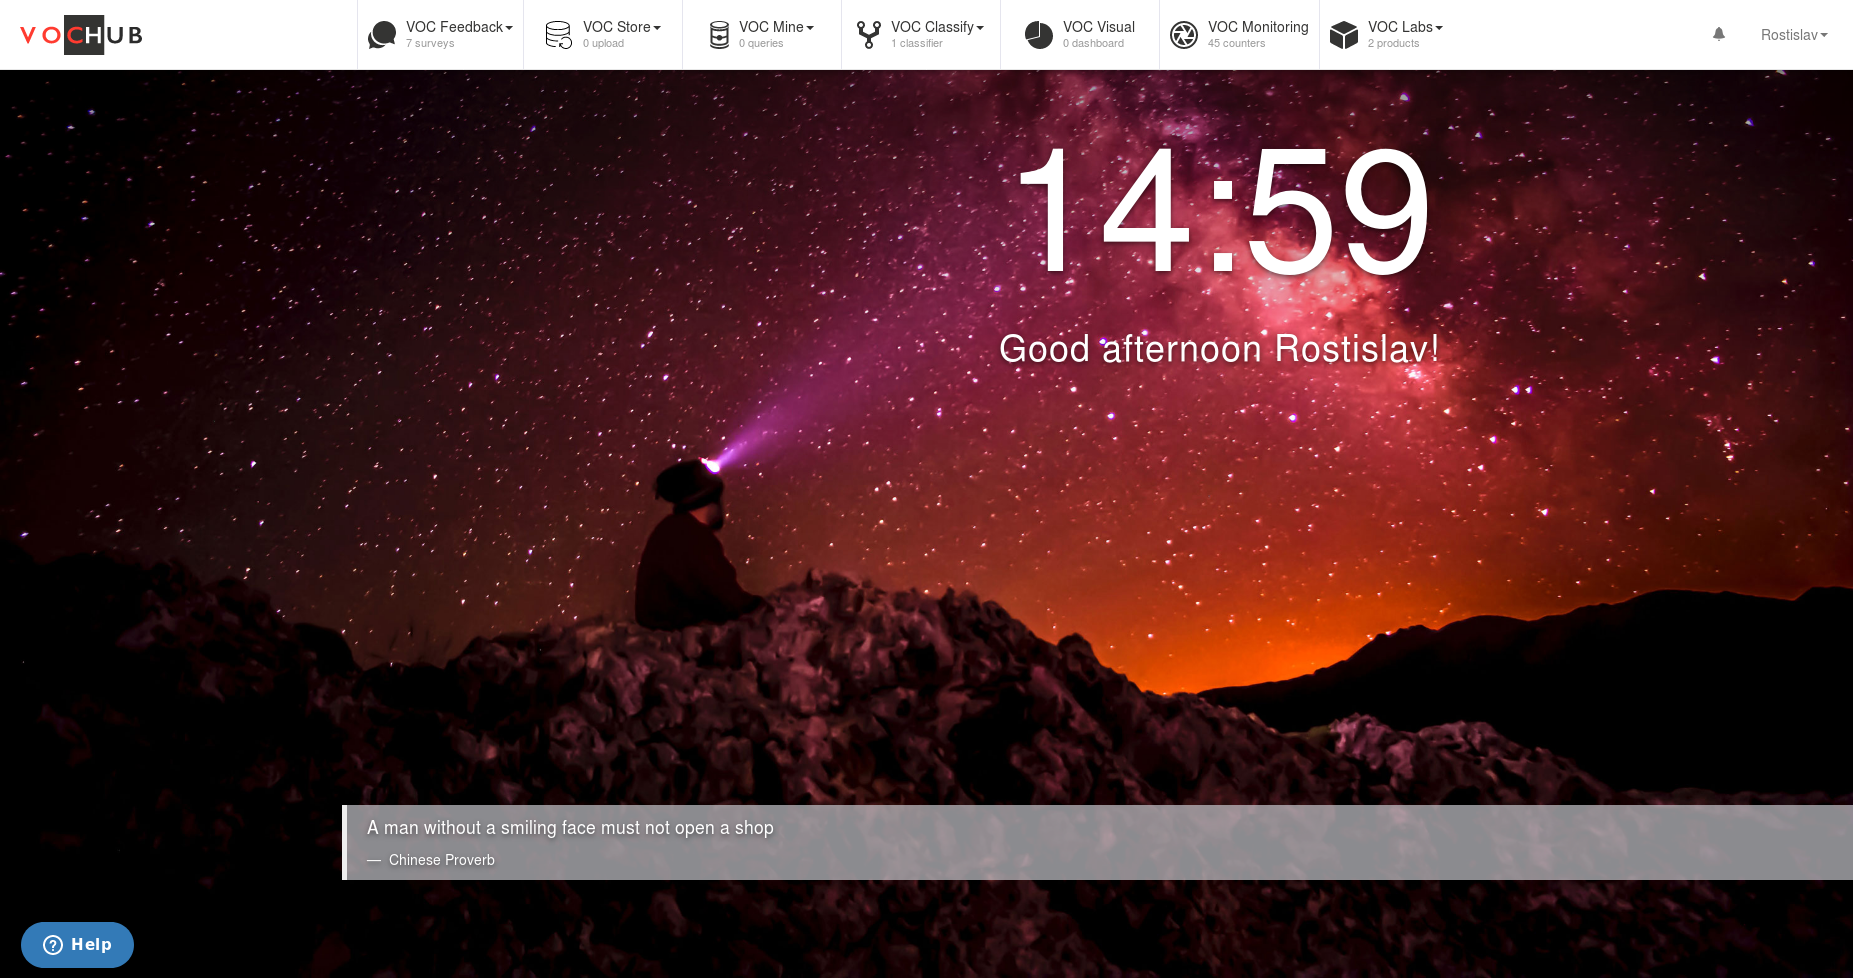 VOCHUB
VOC Feedback
7 surveys
VOC Store
0 upload
VOC Mine
0 queries
VOC Classify
1 classifier
VOC Visual
0 dashboard
VOC Monitoring
45 counters
VOC Labs
2 products
Rostislav
14:59
Good afternoon Rostislav!
A man without a smiling face must not open a shop
— Chinese Proverb
Help